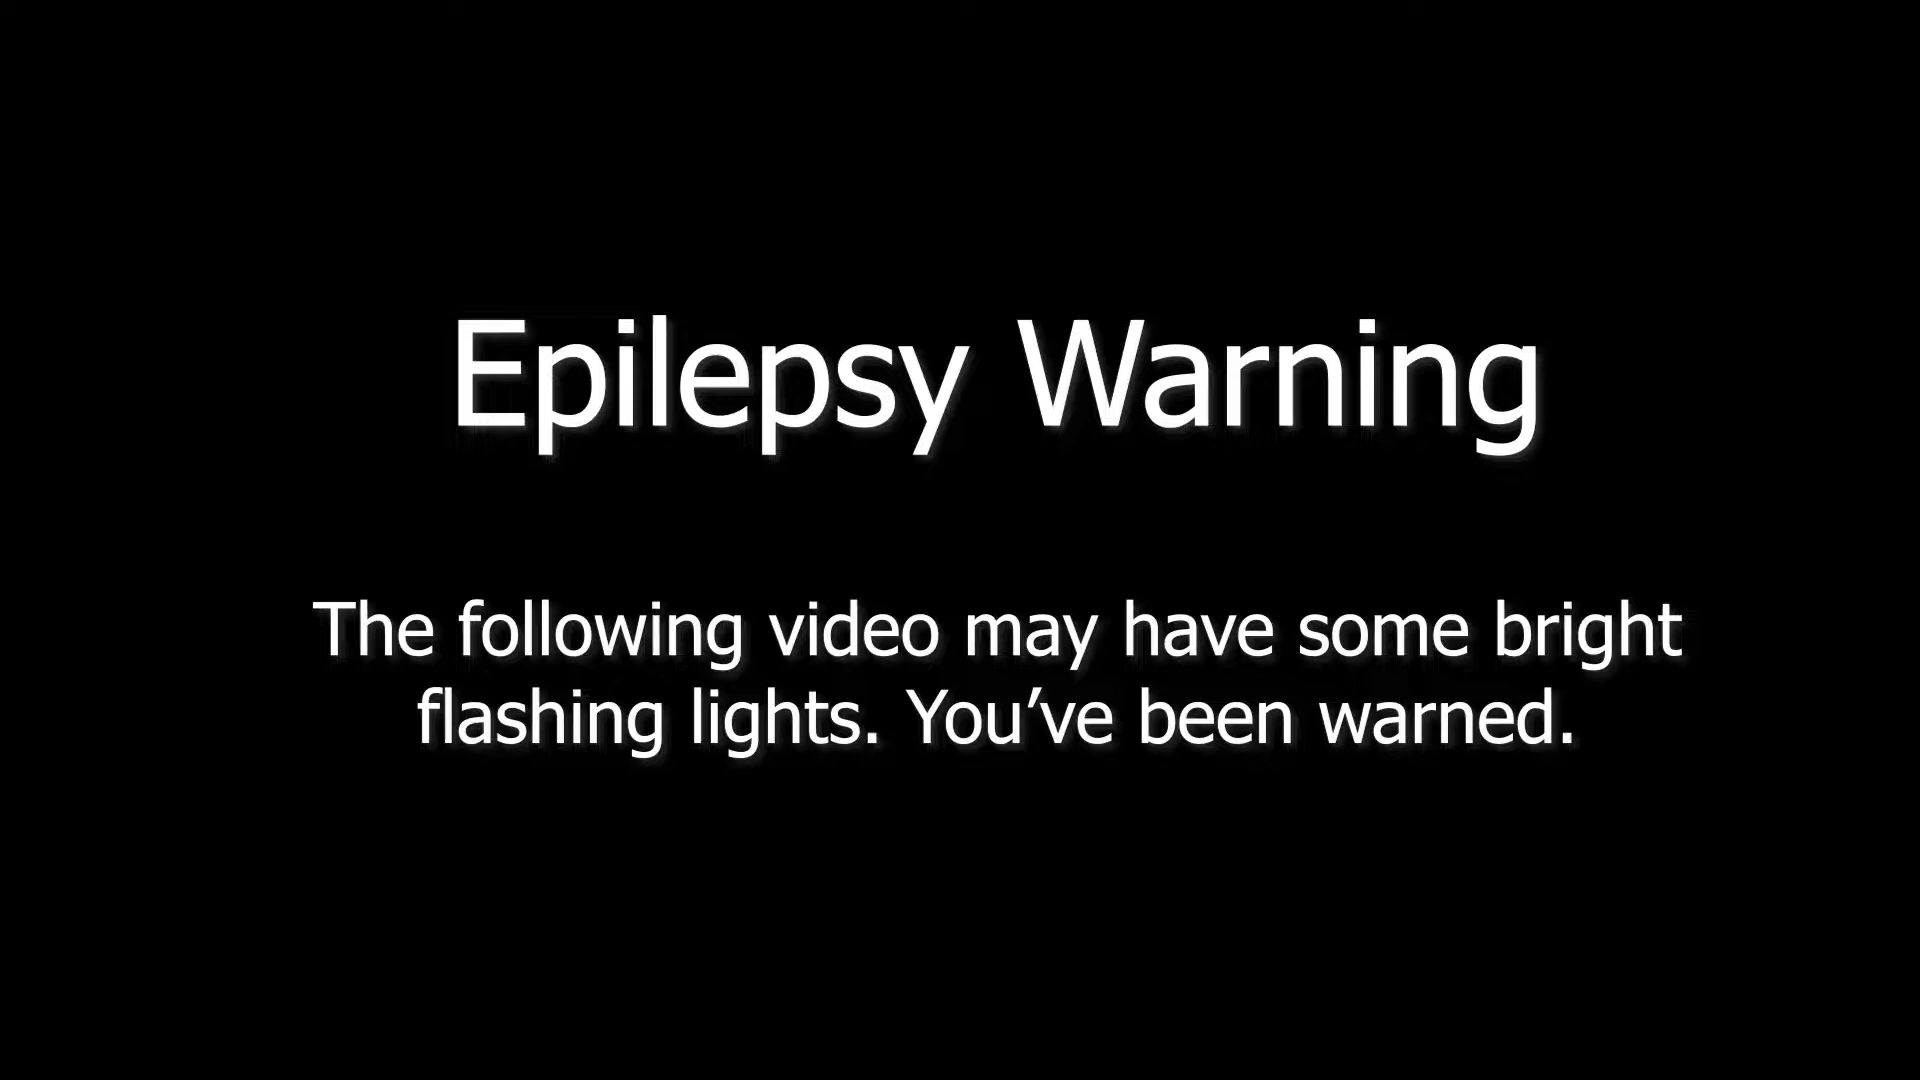 Epilepsy Warning
The following video may have some bright
flashing lights. You’ve been warned.